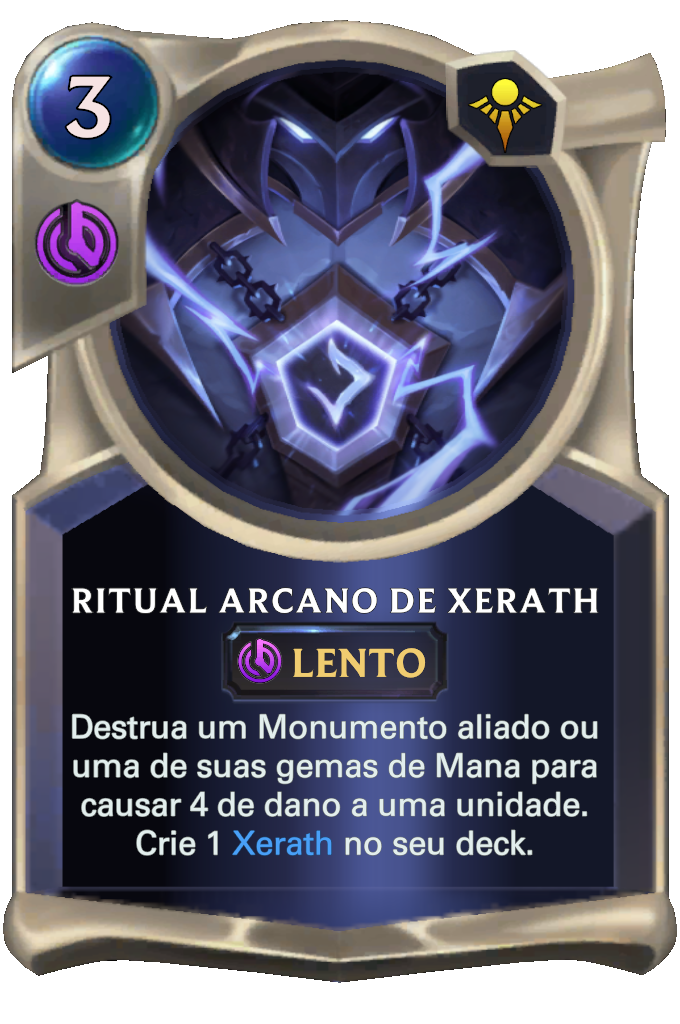 3
RITUAL ARCANO DE XERATH
LENTO
Destrua um Monumento aliado ou
uma de suas gemas de Mana para
causar 4 de dano a uma unidade.
Crie 1 Xerath no seu deck.